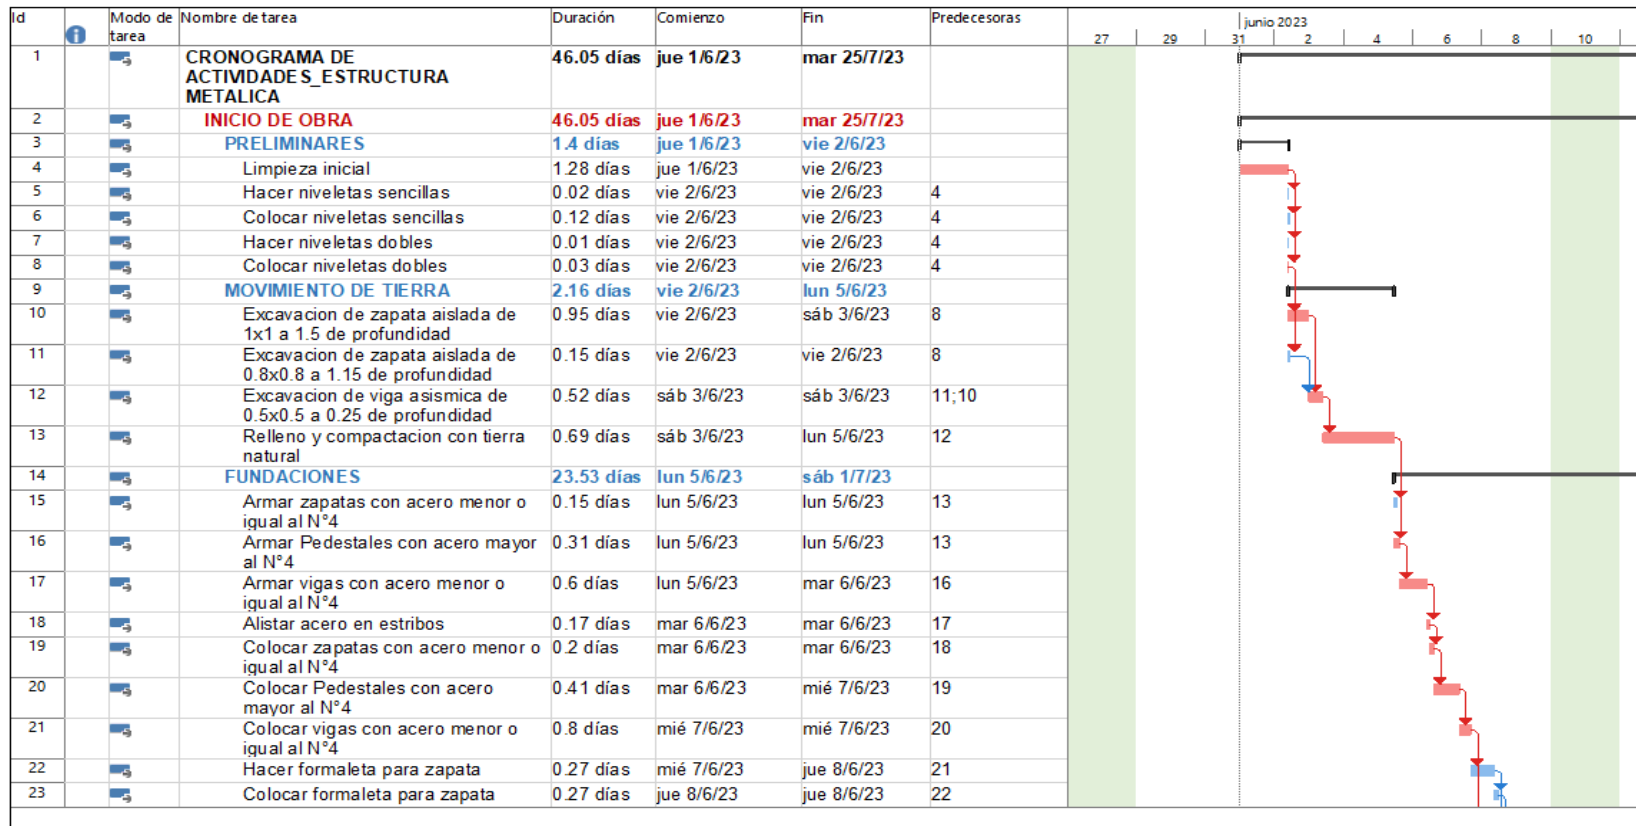 Id Modo de tarea Nombre de tarea Duración Comienzo Fin Predecesoras
junio 2023
27 29 31 2 4 6 8 10
1 CRONOGRAMA DE ACTIVIDADES_ESTRUCTURA METALICA 46.05 días jue 1/6/23 mar 25/7/23
2 INICIO DE OBRA 46.05 días jue 1/6/23 mar 25/7/23
3 PRELIMINARES 1.4 días jue 1/6/23 vie 2/6/23
4 Limpieza inicial 1.28 días jue 1/6/23 vie 2/6/23
5 Hacer niveletas sencillas 0.02 días vie 2/6/23 vie 2/6/23 4
6 Colocar niveletas sencillas 0.12 días vie 2/6/23 vie 2/6/23 4
7 Hacer niveletas dobles 0.01 días vie 2/6/23 vie 2/6/23 4
8 Colocar niveletas dobles 0.03 días vie 2/6/23 vie 2/6/23 4
9 MOVIMIENTO DE TIERRA 2.16 días vie 2/6/23 lun 5/6/23
10 Excavacion de zapata aislada de 1x1 a 1.5 de profundidad 0.95 días vie 2/6/23 sáb 3/6/23 8
11 Excavacion de zapata aislada de 0.8x0.8 a 1.15 de profundidad 0.15 días vie 2/6/23 vie 2/6/23 8
12 Excavacion de viga asismica de 0.5x0.5 a 0.25 de profundidad 0.52 días sáb 3/6/23 sáb 3/6/23 11;10
13 Relleno y compactacion con tierra natural 0.69 días sáb 3/6/23 lun 5/6/23 12
14 FUNDACIONES 23.53 días lun 5/6/23 sáb 1/7/23
15 Armar zapatas con acero menor o igual al N°4 0.15 días lun 5/6/23 lun 5/6/23 13
16 Armar Pedestales con acero mayor al N°4 0.31 días lun 5/6/23 lun 5/6/23 13
17 Armar vigas con acero menor o igual al N°4 0.6 días lun 5/6/23 mar 6/6/23 16
18 Alistar acero en estribos 0.17 días mar 6/6/23 mar 6/6/23 17
19 Colocar zapatas con acero menor o igual al N°4 0.2 días mar 6/6/23 mar 6/6/23 18
20 Colocar Pedestales con acero mayor al N°4 0.41 días mar 6/6/23 mié 7/6/23 19
21 Colocar vigas con acero menor o igual al N°4 0.8 días mié 7/6/23 mié 7/6/23 20
22 Hacer formaleta para zapata 0.27 días mié 7/6/23 jue 8/6/23 21
23 Colocar formaleta para zapata 0.27 días jue 8/6/23 jue 8/6/23 22